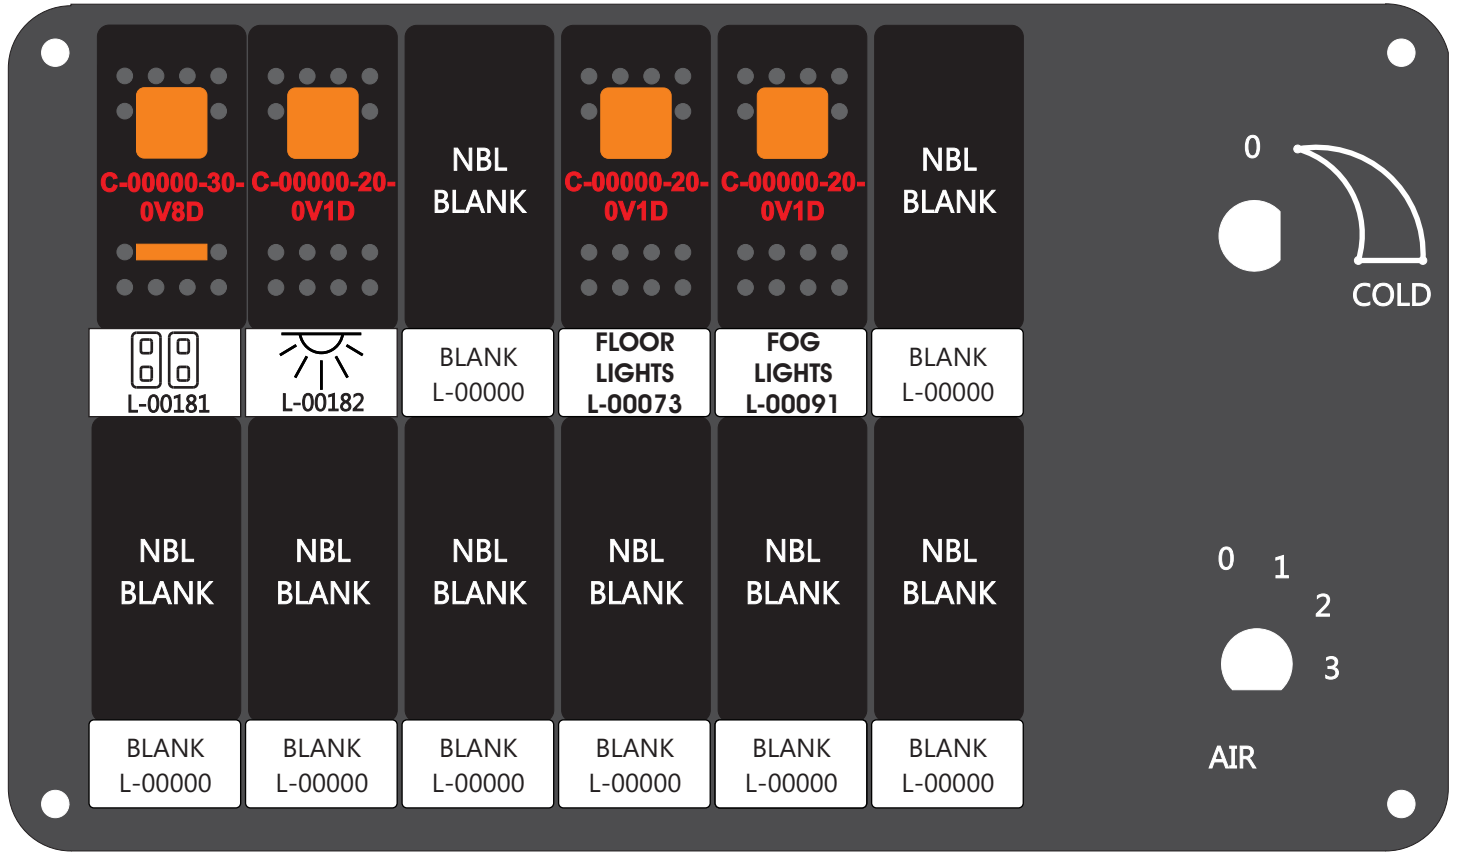 C-00000-30-
0V8D
C-00000-20-
0V1D
NBL
BLANK
C-00000-20-
0V1D
C-00000-20-
0V1D
NBL
BLANK
0
COLD
L-00181
L-00182
BLANK
L-00000
FLOOR
LIGHTS
L-00073
FOG
LIGHTS
L-00091
BLANK
L-00000
NBL
BLANK
NBL
BLANK
NBL
BLANK
NBL
BLANK
NBL
BLANK
NBL
BLANK
0
1
2
3
AIR
BLANK
L-00000
BLANK
L-00000
BLANK
L-00000
BLANK
L-00000
BLANK
L-00000
BLANK
L-00000